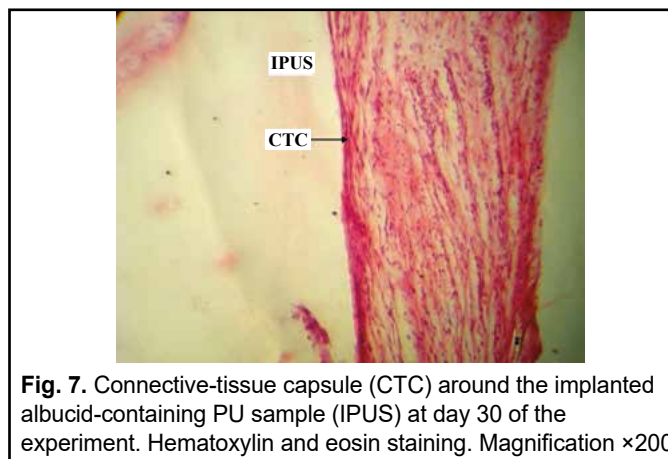 IPUS
CTC
Fig. 7. Connective-tissue capsule (CTC) around the implanted
albucid-containing PU sample (IPUS) at day 30 of the
experiment. Hematoxylin and eosin staining. Magnification ×200